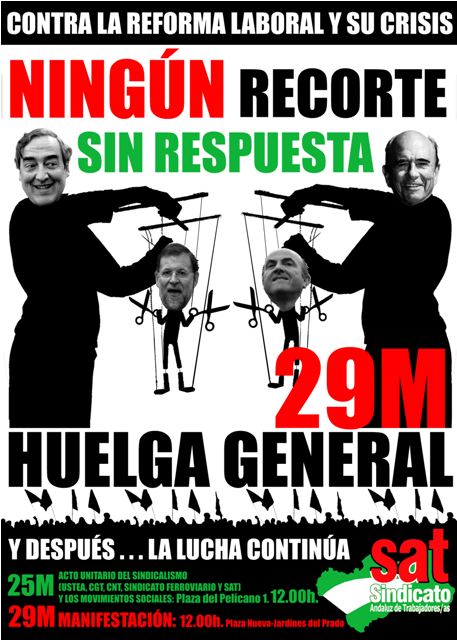 CONTRA LA REFORMA LABORAL Y SU CRISIS
NINGÚN RECORTE
SIN RESPUESTA
29M
HUELGA GENERAL
Y DESPUÉS . . . LA LUCHA CONTINÚA
25M ACTO UNITARIO DEL SINDICALISMO
(USTEA, CGT, CNT, SINDICATO FERROVIARIO Y SAT)
Y LOS MOVIMIENTOS SOCIALES: Plaza del Pelicano 1. 12.00h.
29M MANIFESTACIÓN: 12.00h. Plaza Nueva-Jardines del Prado
sat
Sindicato
Andaluz de Trabajadores/as